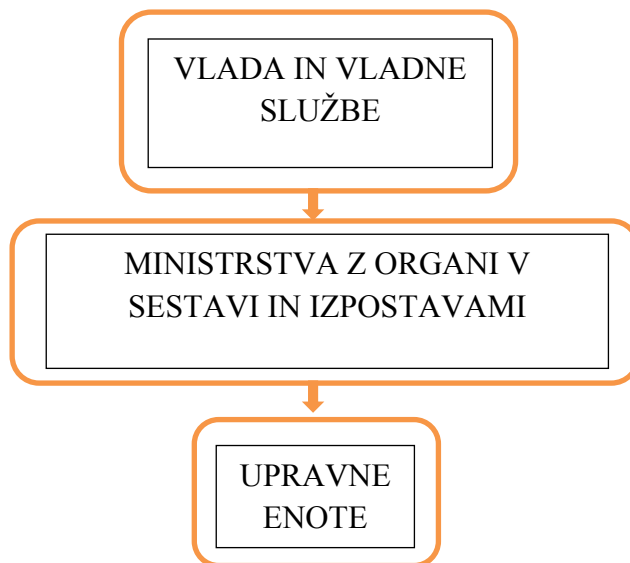 VLADA IN VLADNE
SLUŽBE
MINISTRSTVA Z ORGANI V
SESTAVI IN IZPOSTAVAMI
UPRAVNE
ENOTE